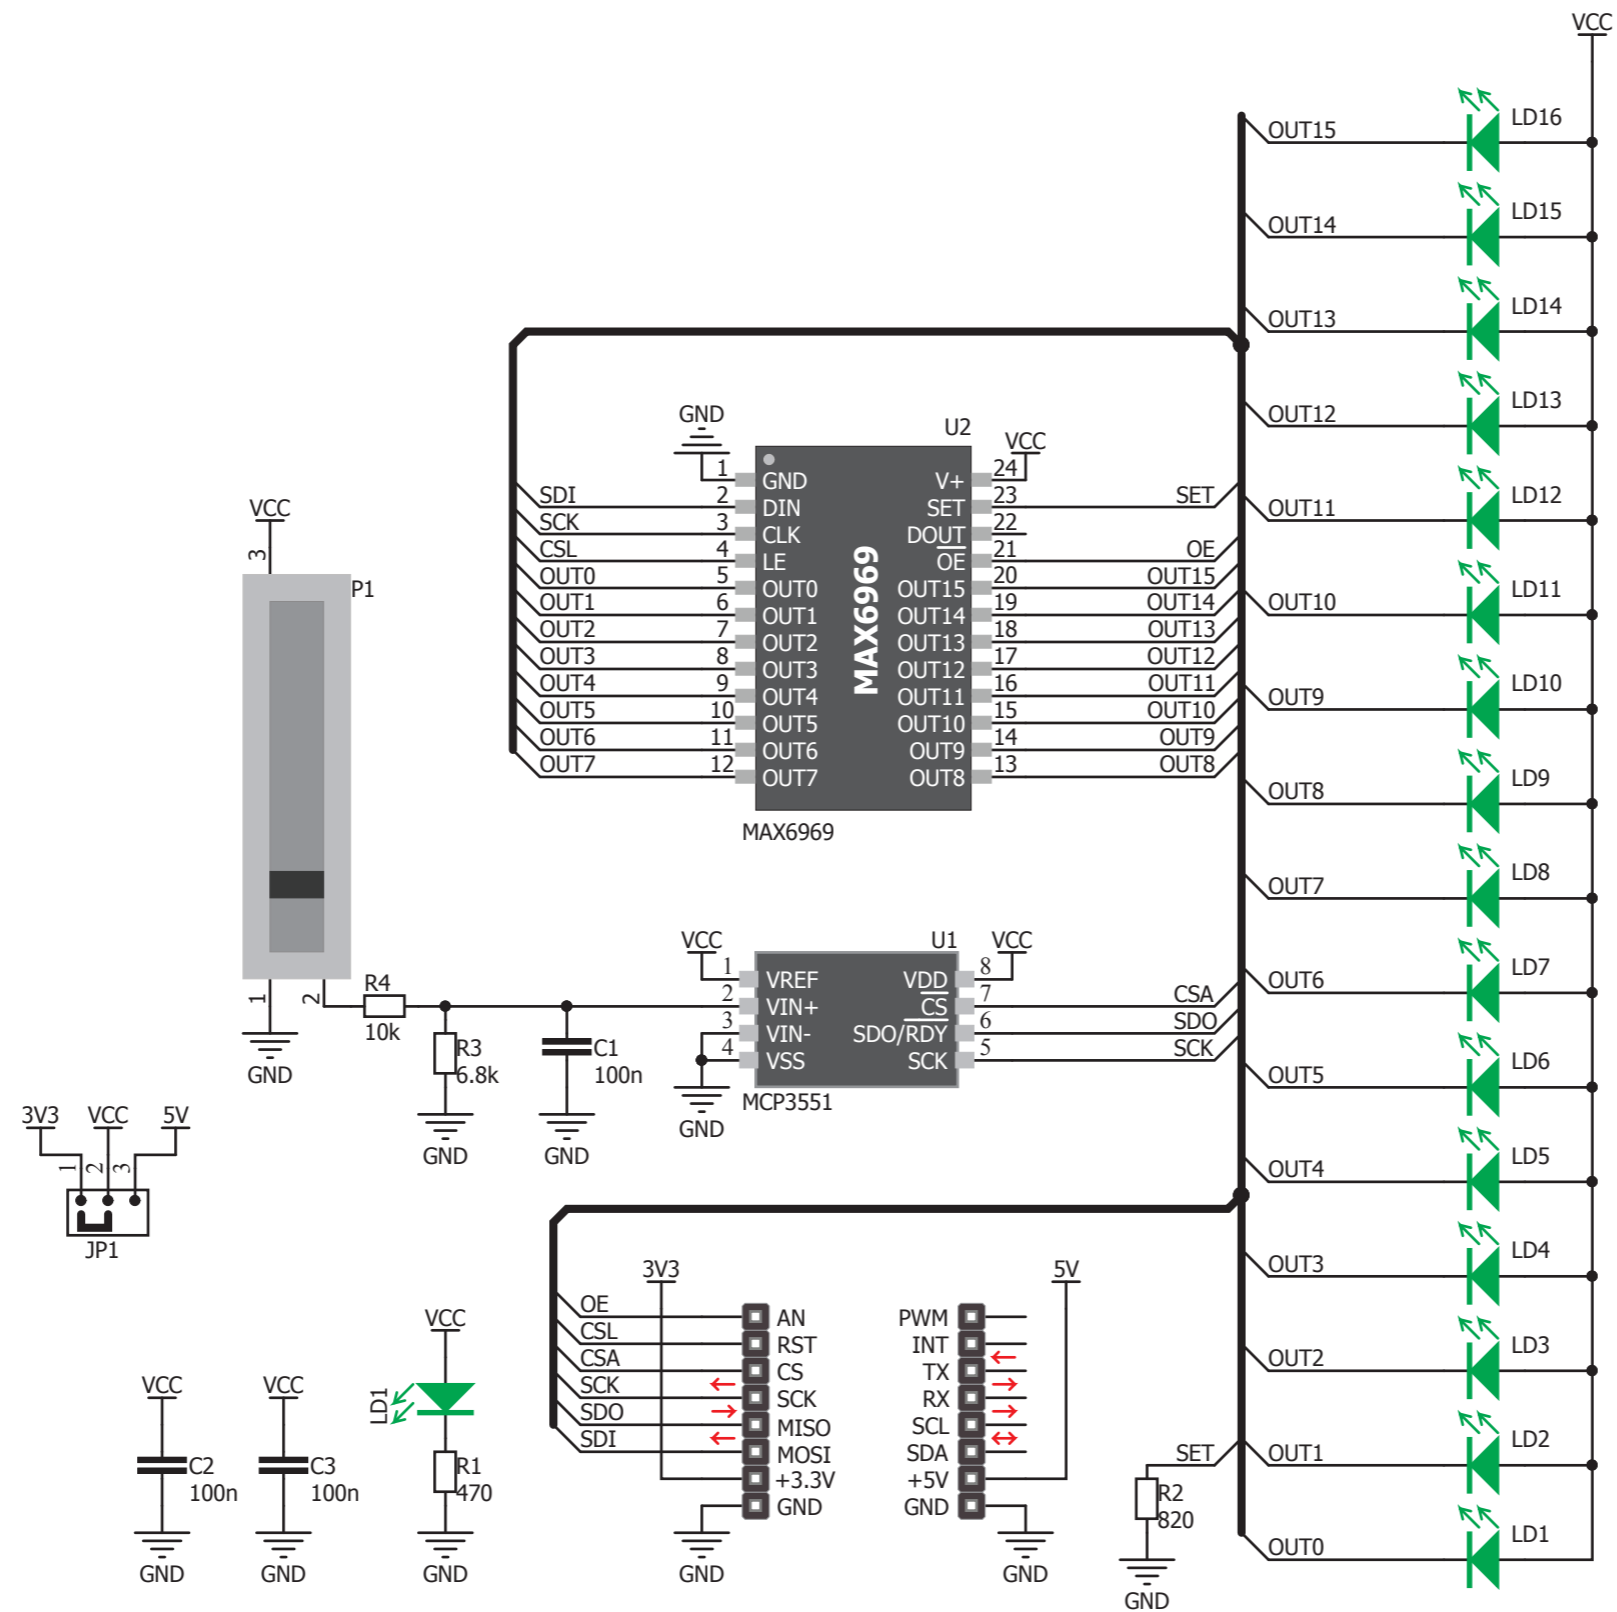 VCC
OUT15 LD16
OUT14 LD15
OUT13 LD14
OUT12 LD13
OUT11 LD12
OUT10 LD11
OUT9 LD10
OUT8 LD9
OUT7 LD8
OUT6 LD7
OUT5 LD6
OUT4 LD5
OUT3 LD4
OUT2 LD3
OUT1 LD2
OUT0 LD1
GND U2 VCC
1 GND V+ 24
SDI 2 DIN SET 23 SET
SCK 3 CLK DOUT 22
CSL 4 LE OE 21 OE
OUT0 5 OUT0 OUT15 20 OUT15
OUT1 6 OUT1 OUT14 19 OUT14
OUT2 7 OUT2 OUT13 18 OUT13
OUT3 8 OUT3 OUT12 17 OUT12
OUT4 9 OUT4 OUT11 16 OUT11
OUT5 10 OUT5 OUT10 15 OUT10
OUT6 11 OUT6 OUT9 14 OUT9
OUT7 12 OUT7 OUT8 13 OUT8
MAX6969
MAX6969
VCC
3
P1
1
2
GND
R4
10k
R3
6.8k
GND
C1
100n
GND
VCC U1 VCC
1 VREF VDD 8
2 VIN+ CS 7 CSA
3 VIN- SDO/RDY 6 SDO
4 VSS SCK 5 SCK
MCP3551
GND
3V3 VCC 5V
1 2 3
JP1
VCC
C2
100n
GND
VCC
C3
100n
GND
VCC
LD1
R1
470
GND
3V3 5V
OE AN PWM
CSL RST INT
CSA CS TX
SCK SCK RX
SDO MISO SCL
SDI MOSI SDA
+3.3V +5V
GND GND
GND GND
SET
R2
820
GND